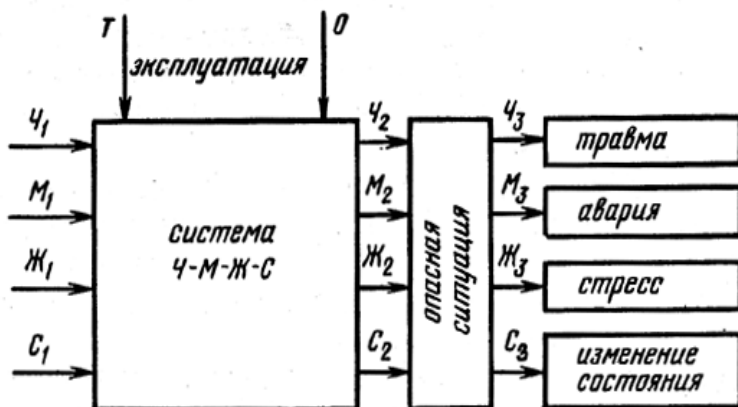 Т
О
эксплуатация
Ч1
М1
Ж1
С1
система
Ч-М-Ж-С
Ч2
М2
Ж2
С2
опасная
ситуация
Ч3
М3
Ж3
С3
травма
авария
стресс
изменение
состояния